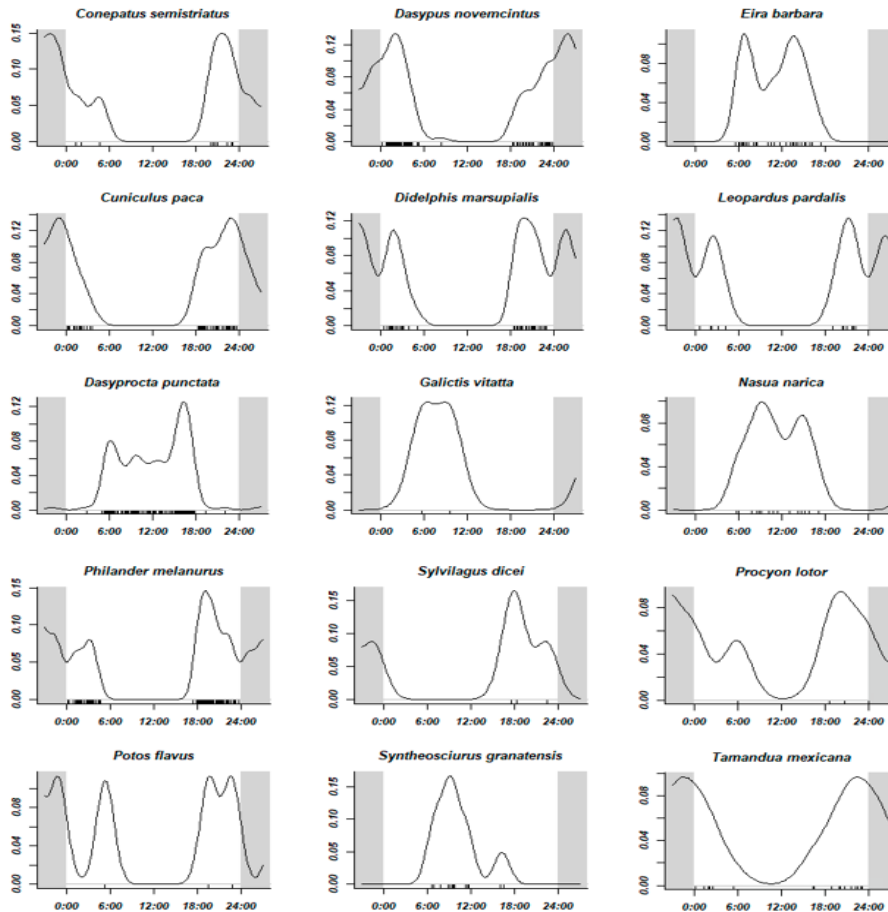 Conepatus semistriatus
0.15
0.10
0.05
0.00
0:00 6:00 12:00 18:00 24:00
Dasypus novemcintus
0.12
0.08
0.04
0.00
0:00 6:00 12:00 18:00 24:00
Eira barbara
0.08
0.04
0.00
0:00 6:00 12:00 18:00 24:00
Cuniculus paca
0.12
0.08
0.04
0.00
0:00 6:00 12:00 18:00 24:00
Didelphis marsupialis
0.12
0.08
0.04
0.00
0:00 6:00 12:00 18:00 24:00
Leopardus pardalis
0.12
0.08
0.04
0.00
0:00 6:00 12:00 18:00 24:00
Dasyprocta punctata
0.12
0.08
0.04
0.00
0:00 6:00 12:00 18:00 24:00
Galictis vitatta
0.12
0.08
0.04
0.00
0:00 6:00 12:00 18:00 24:00
Nasua narica
0.08
0.04
0.00
0:00 6:00 12:00 18:00 24:00
Philander melanurus
0.15
0.10
0.05
0.00
0:00 6:00 12:00 18:00 24:00
Sylvilagus dicei
0.15
0.10
0.05
0.00
0:00 6:00 12:00 18:00 24:00
Procyon lotor
0.08
0.04
0.00
0:00 6:00 12:00 18:00 24:00
Potos flavus
0.08
0.04
0.00
0:00 6:00 12:00 18:00 24:00
Syntheosciurus granatensis
0.15
0.10
0.05
0.00
0:00 6:00 12:00 18:00 24:00
Tamandua mexicana
0.08
0.04
0.00
0:00 6:00 12:00 18:00 24:00